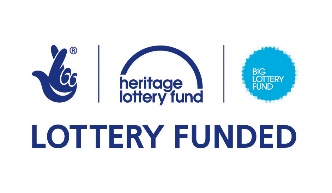 ®
heritage
lottery fund
BIG
LOTTERY
FUND
LOTTERY FUNDED